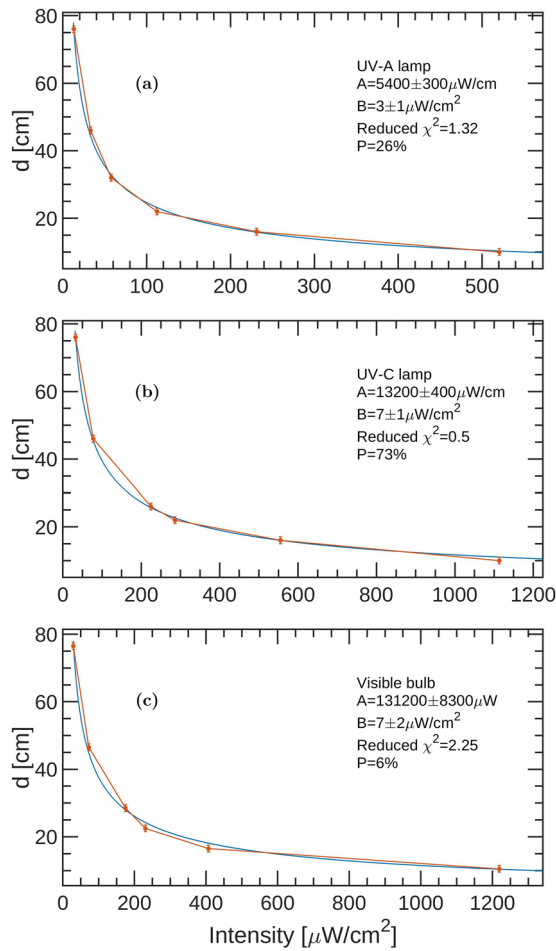 80
60
40
20
d [cm]
(a)
UV-A lamp
A=5400±300μW/cm
B=3±1μW/cm²
Reduced χ²=1.32
P=26%
0 100 200 300 400 500
80
60
40
20
d [cm]
(b)
UV-C lamp
A=13200±400μW/cm
B=7±1μW/cm²
Reduced χ²=0.5
P=73%
0 200 400 600 800 1000 1200
80
60
40
20
d [cm]
(c)
Visible bulb
A=131200±8300μW
B=7±2μW/cm²
Reduced χ²=2.25
P=6%
0 200 400 600 800 1000 1200
Intensity [μW/cm²]